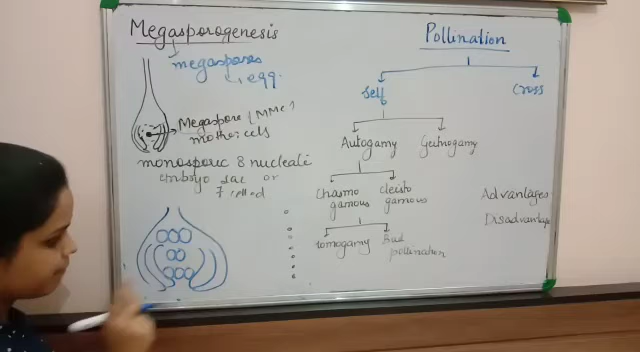 Megasporogenesis
megaspores
egg.
Megaspore (MMC)
mother cells
monosporic 8 nucleate
embryo sac or
7 celled
Pollination
Self
Cross
Autogamy
Geitnogamy
Chasmo
gamous
cleisto
gamous
Homogamy
Bud
pollination
Advantages
Disadvantage